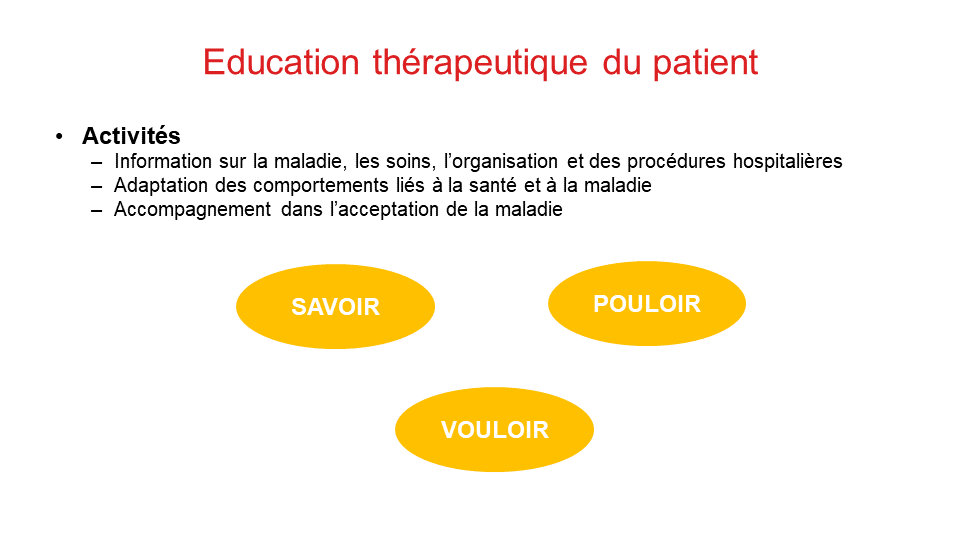 Education thérapeutique du patient
• Activités
– Information sur la maladie, les soins, l’organisation et des procédures hospitalières
– Adaptation des comportements liés à la santé et à la maladie
– Accompagnement dans l’acceptation de la maladie
SAVOIR
POULOIR
VOULOIR